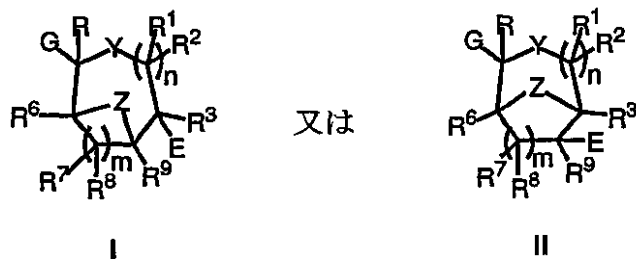 R R¹
G Y R²
( )n
R⁶ Z R³
( )m E
R⁷ R⁸ R⁹
I
又は
R R¹
G Y R²
( )n
Z
R⁶ R³
( )m E
R⁷ R⁸ R⁹
II